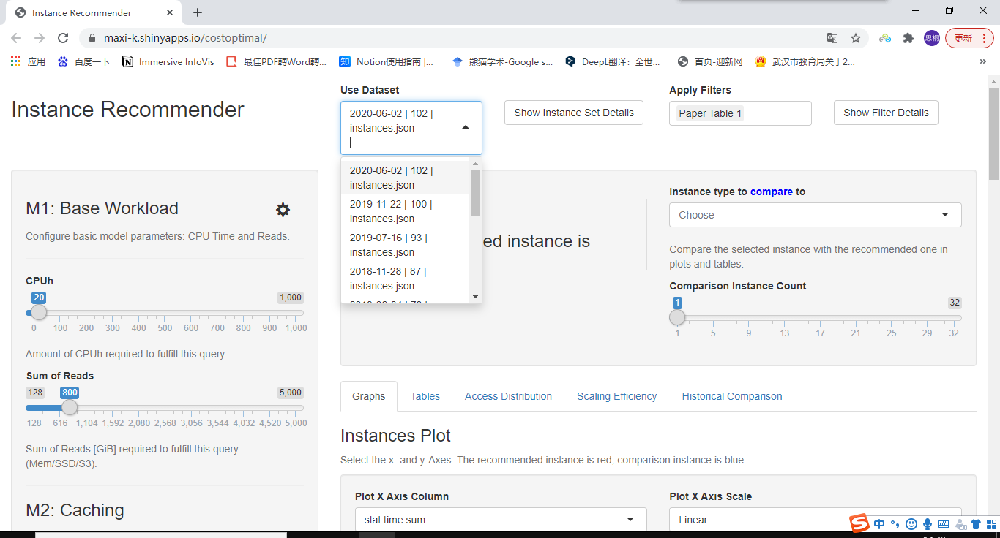 Instance Recommender
maxi-k.shinyapps.io/costoptimal/
思桐
更新
应用
百度一下
Immersive InfoVis
最佳PDF轉Word轉...
知
Notion使用指南 |...
熊猫学术-Google s...
DeepL翻译：全世...
首页-迎新网
武汉市教育局关于2...
»
Instance Recommender
Use Dataset
2020-06-02 | 102 |
instances.json
Show Instance Set Details
Apply Filters
Paper Table 1
Show Filter Details
2020-06-02 | 102 |
instances.json
2019-11-22 | 100 |
instances.json
2019-07-16 | 93 |
instances.json
2018-11-28 | 87 |
instances.json
M1: Base Workload
Configure basic model parameters: CPU Time and Reads.
CPUh
20 1,000
0 100 200 300 400 500 600 700 800 900 1,000
Amount of CPUh required to fulfill this query.
Sum of Reads
128 800 5,000
128 616 1,104 1,592 2,080 2,568 3,056 3,544 4,032 4,520 5,000
Sum of Reads [GiB] required to fulfill this query
(Mem/SSD/S3).
M2: Caching
ed instance is
Instance type to compare to
Choose
Compare the selected instance with the recommended one in
plots and tables.
Comparison Instance Count
1 32
1 5 9 13 17 21 25 29 32
Graphs Tables Access Distribution Scaling Efficiency Historical Comparison
Instances Plot
Select the x- and y-Axes. The recommended instance is red, comparison instance is blue.
Plot X Axis Column
stat.time.sum
Plot X Axis Scale
Linear
S 中